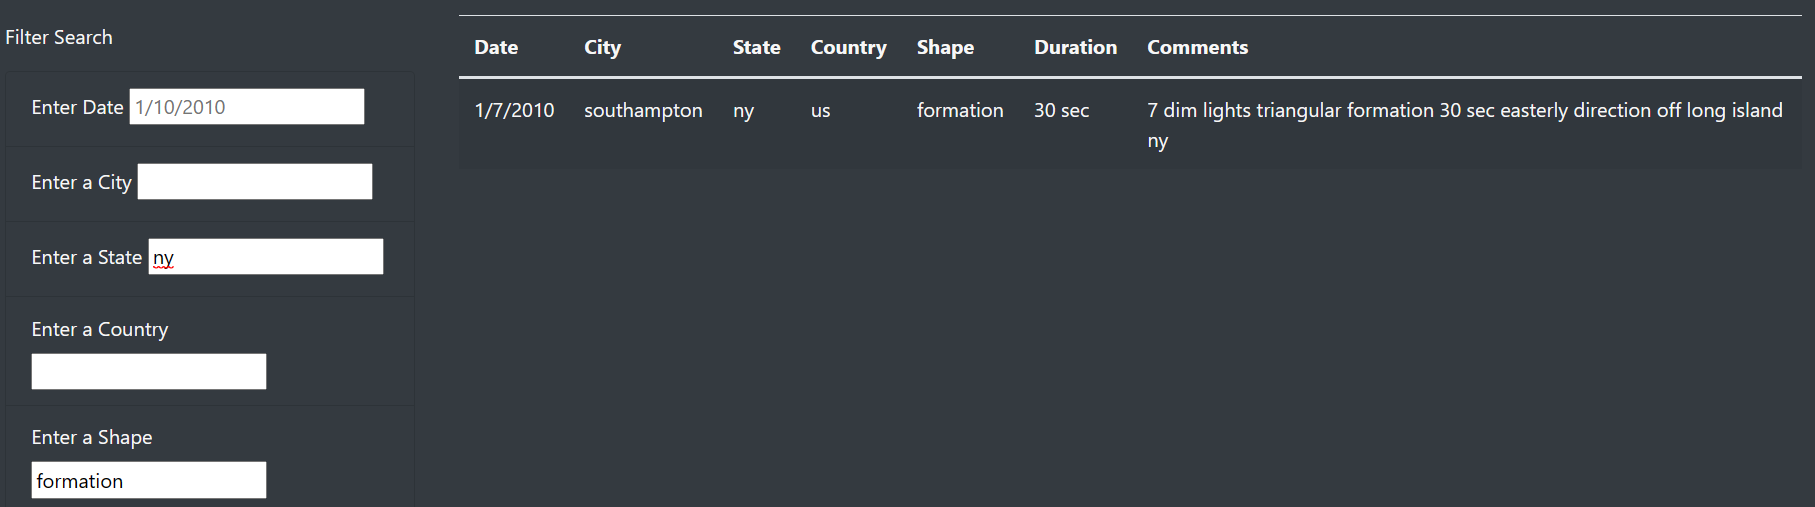 Filter Search
Enter Date 1/10/2010
Enter a City
Enter a State ny
Enter a Country
Enter a Shape
formation
Date City State Country Shape Duration Comments
1/7/2010 southampton ny us formation 30 sec 7 dim lights triangular formation 30 sec easterly direction off long island
ny